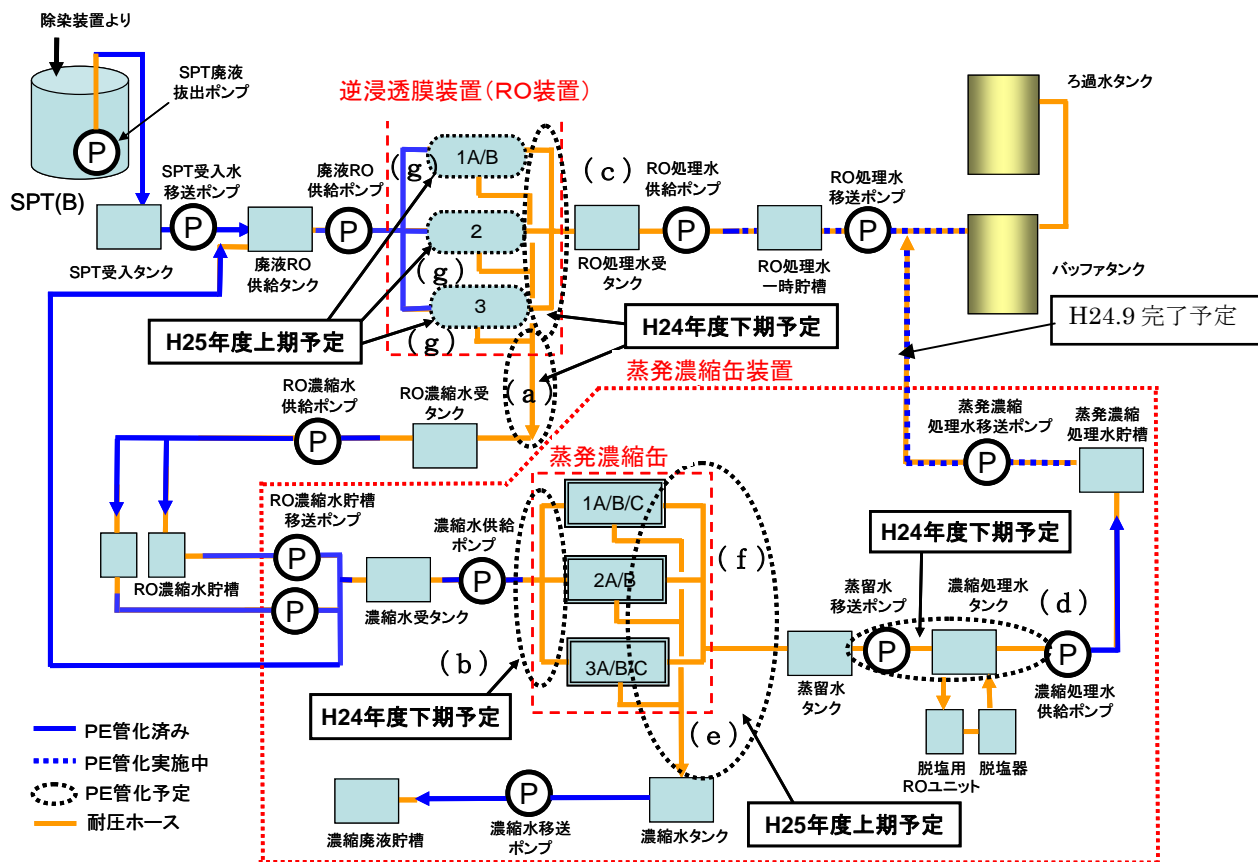 除染装置より
SPT廃液
抜出ポンプ
P
SPT(B)
SPT受入水
移送ポンプ
P
SPT受入タンク
廃液RO
供給ポンプ
P
廃液RO
供給タンク
逆浸透膜装置(RO装置)
(g)
1A/B
2
(g)
3
(g)
(c)
RO処理水
供給ポンプ
P
RO処理水受
タンク
RO処理水
移送ポンプ
P
RO処理水
一時貯槽
ろ過水タンク
バッファタンク
H25年度上期予定
H24年度下期予定
H24.9 完了予定
(a)
RO濃縮水
供給ポンプ
P
RO濃縮水受
タンク
蒸発濃縮缶装置
蒸発濃縮
処理水移送ポンプ
P
蒸発濃縮
処理水貯槽
RO濃縮水貯槽
移送ポンプ
P
P
RO濃縮水貯槽
濃縮水供給
ポンプ
P
濃縮水受タンク
蒸発濃縮缶
1A/B/C
2A/B
3A/B/C
(f)
(b)
H24年度下期予定
H24年度下期予定
蒸留水
移送ポンプ
P
濃縮処理水
タンク
(d)
P
蒸留水
タンク
濃縮処理水
供給ポンプ
脱塩用
ROユニット
脱塩器
(e)
H25年度上期予定
PE管化済み
PE管化実施中
PE管化予定
耐圧ホース
濃縮廃液貯槽
P
濃縮水移送
ポンプ
濃縮水タンク